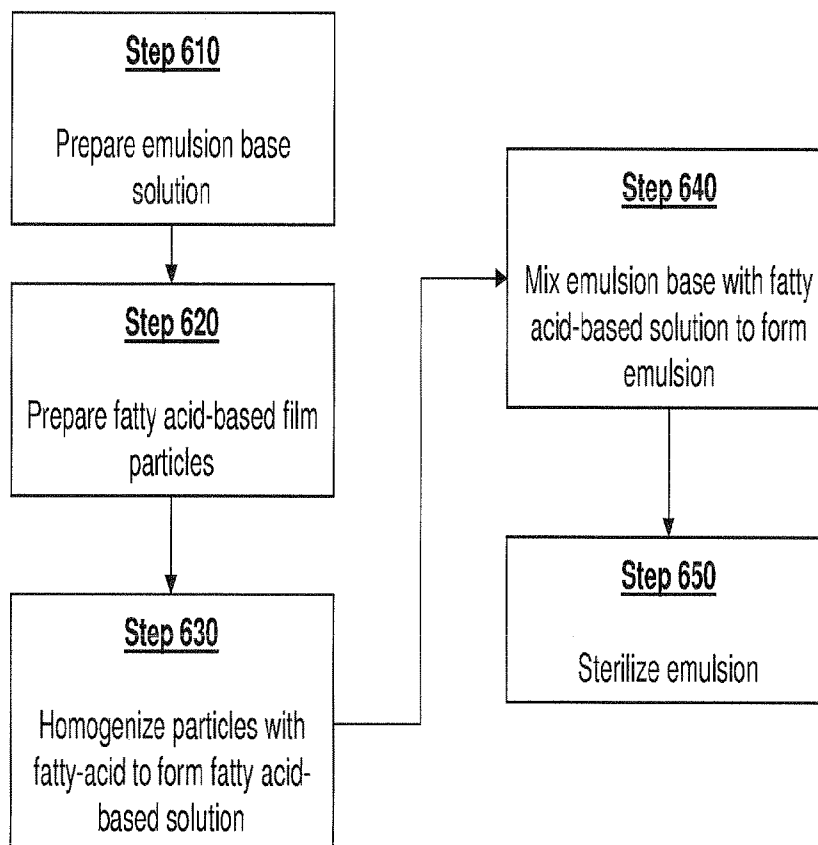 Step 610
Prepare emulsion base
solution
Step 620
Prepare fatty acid-based film
particles
Step 630
Homogenize particles with
fatty-acid to form fatty acid-
based solution
Step 640
Mix emulsion base with fatty
acid-based solution to form
emulsion
Step 650
Sterilize emulsion